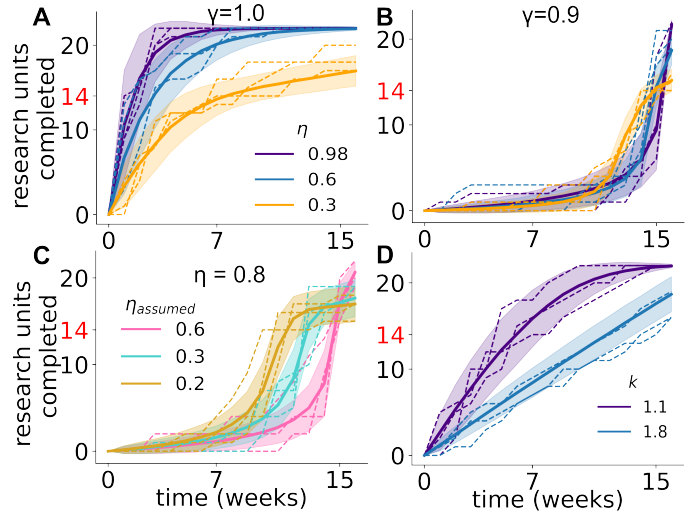 A
γ=1.0
research units
completed
20
14
10
0
η
0.98
0.6
0.3
0
7
15
B
γ=0.9
20
14
10
0
0
7
15
C
η = 0.8
research units
completed
20
14
10
0
η assumed
0.6
0.3
0.2
0
7
15
time (weeks)
D
20
14
10
0
k
1.1
1.8
0
7
15
time (weeks)